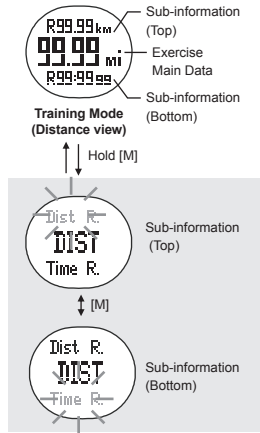 R99.99km
99.99 mi
R99:99 99
Sub-information
(Top)
Exercise
Main Data
Sub-information
(Bottom)
Training Mode
(Distance view)
Hold [M]
Dist R.
DIST
Time R.
Sub-information
(Top)
[M]
Dist R.
DIST
Time R.
Sub-information
(Bottom)